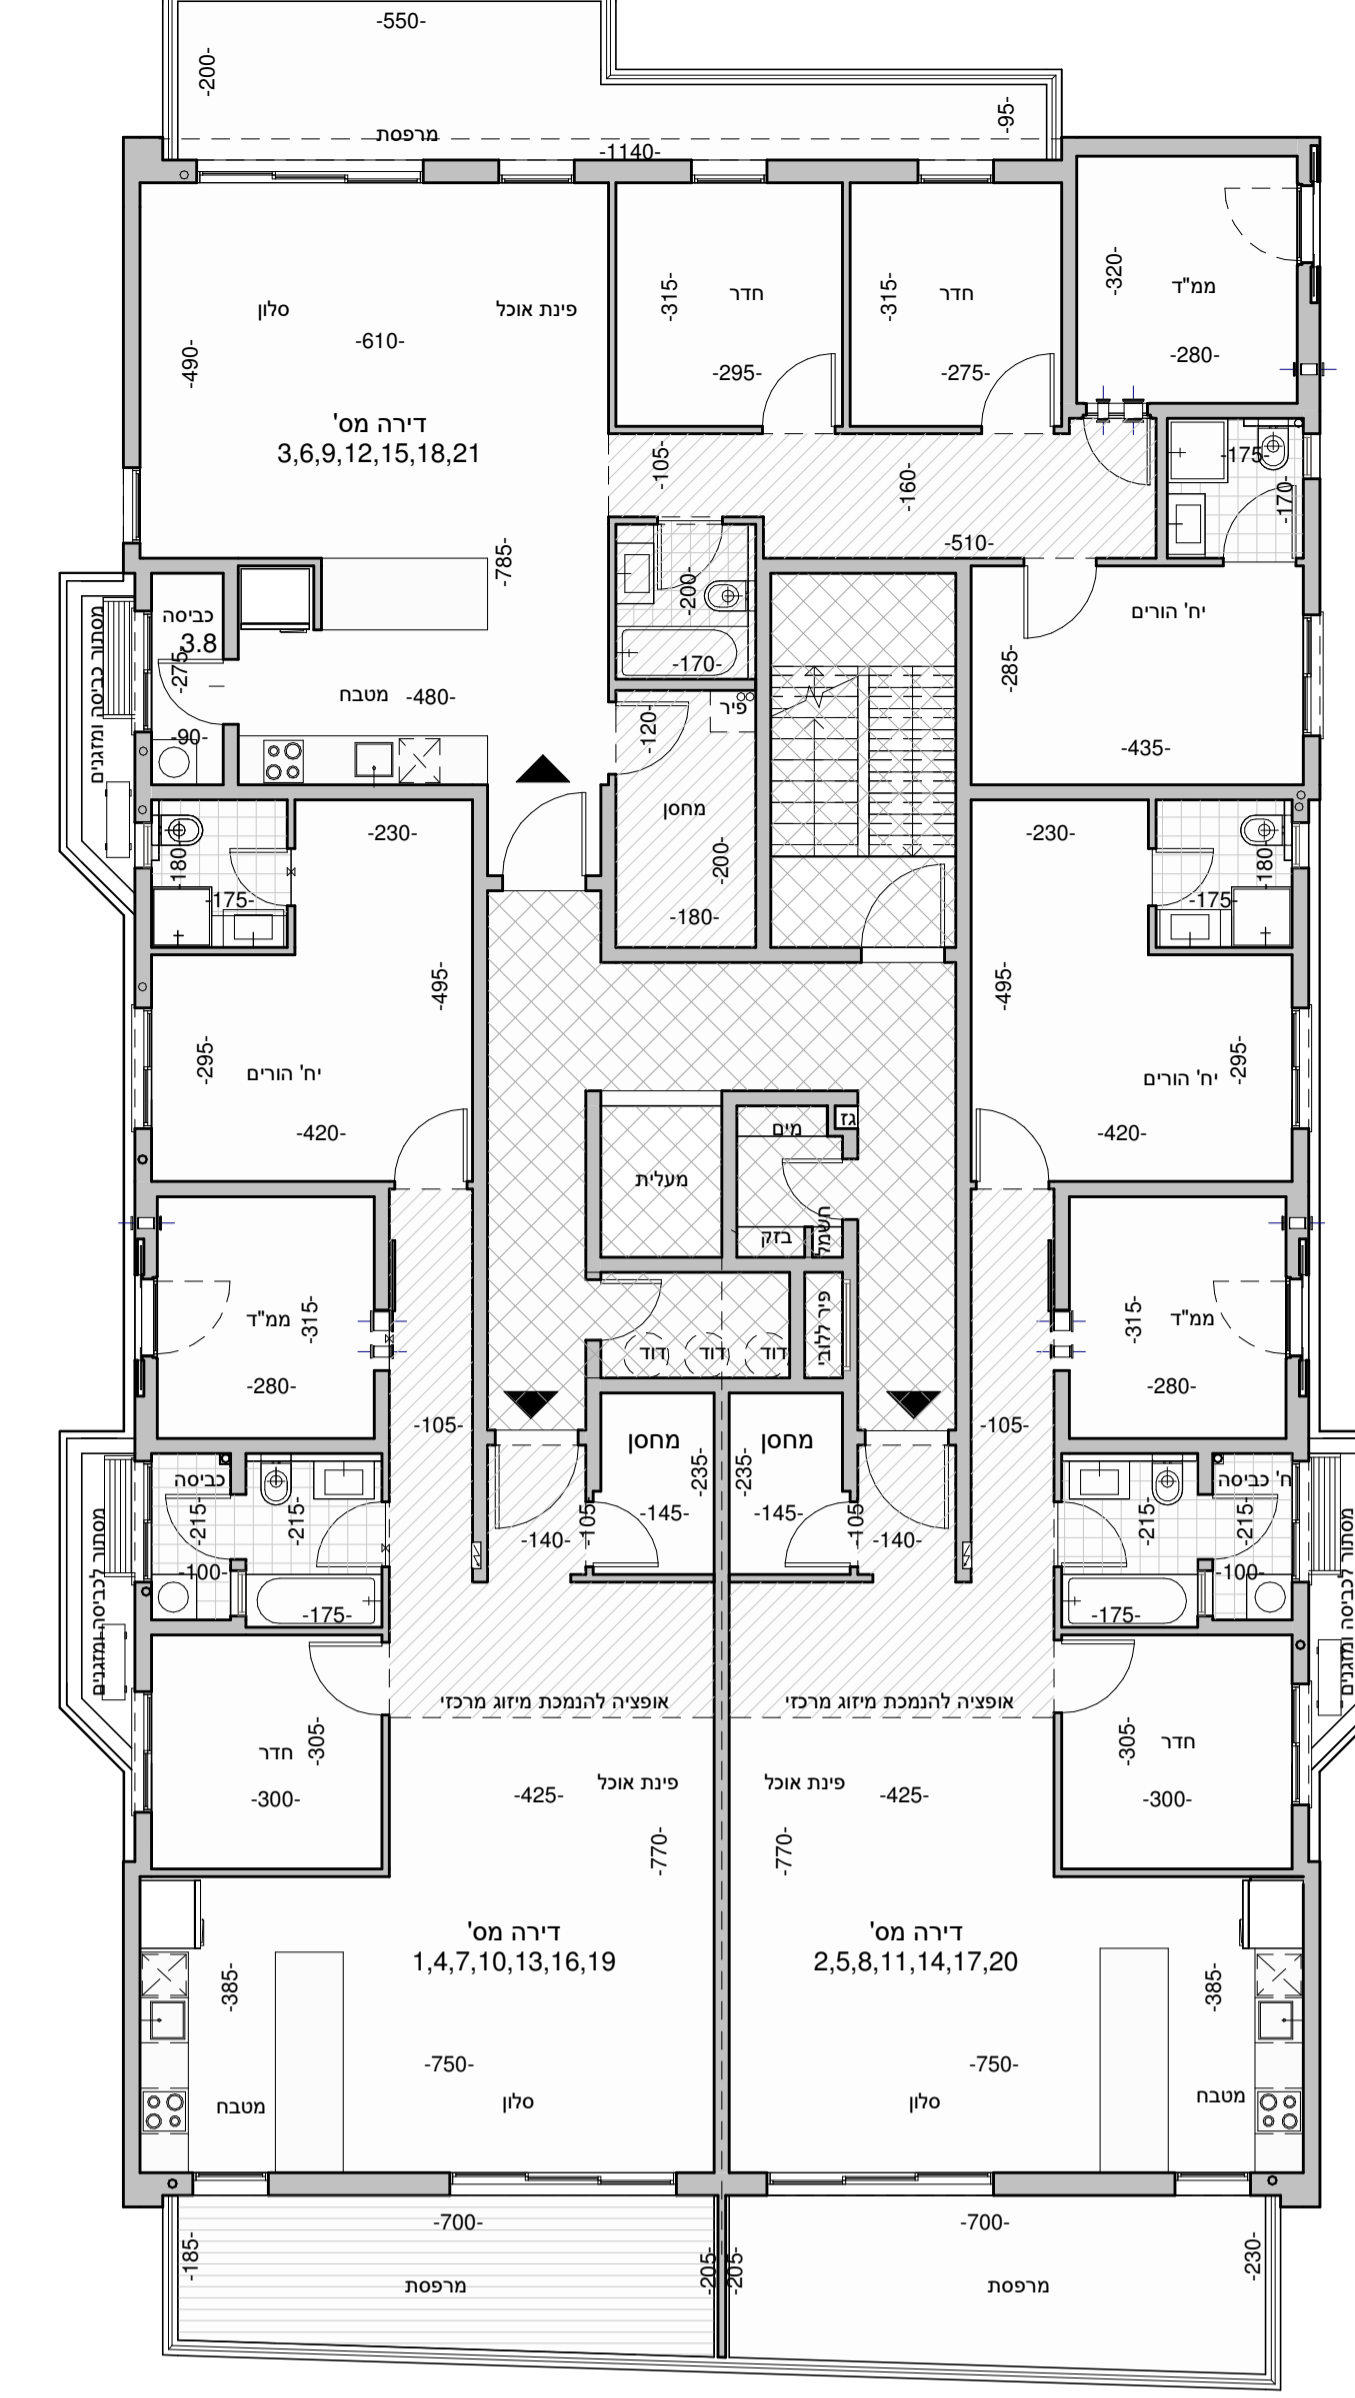 -550-
-200-
-95-
מרפסת
-1140-
סלון
פינת אוכל
-610-
-490-
דירה מס'
3,6,9,12,15,18,21
חדר
-315-
-295-
חדר
-315-
-275-
ממ"ד
-320-
-280-
-105-
-160-
-510-
-175-
-170-
-785-
-200-
-170-
כביסה
3.8
-275-
-90-
מסתור כביסה ומזגנים
מטבח
-480-
פיר
-120-
מחסן
-200-
-180-
יח' הורים
-285-
-435-
-180-
-175-
-230-
-495-
-295-
יח' הורים
-420-
-230-
-180-
-175-
-495-
-295-
יח' הורים
-420-
מעלית
מים
גז
בזק
חשמל
דוד
דוד
דוד
פיר ללובי
ממ"ד
-315-
-280-
-105-
ממ"ד
-315-
-280-
-105-
מחסן
-235-
-145-
מחסן
-235-
-145-
-140-
-105-
-105-
-140-
כביסה
-215-
-215-
-100-
-175-
מסתור לכביסה ומזגנים
ח' כביסה
-215-
-215-
-100-
-175-
מסתור לכביסה ומזגנים
אופציה להנמכת מיזוג מרכזי
אופציה להנמכת מיזוג מרכזי
חדר
-305-
-300-
חדר
-305-
-300-
פינת אוכל
-425-
-770-
פינת אוכל
-425-
-770-
דירה מס'
1,4,7,10,13,16,19
דירה מס'
2,5,8,11,14,17,20
-385-
-750-
מטבח
סלון
-385-
-750-
מטבח
סלון
-700-
-185-
-205-
מרפסת
-700-
-205-
-230-
מרפסת